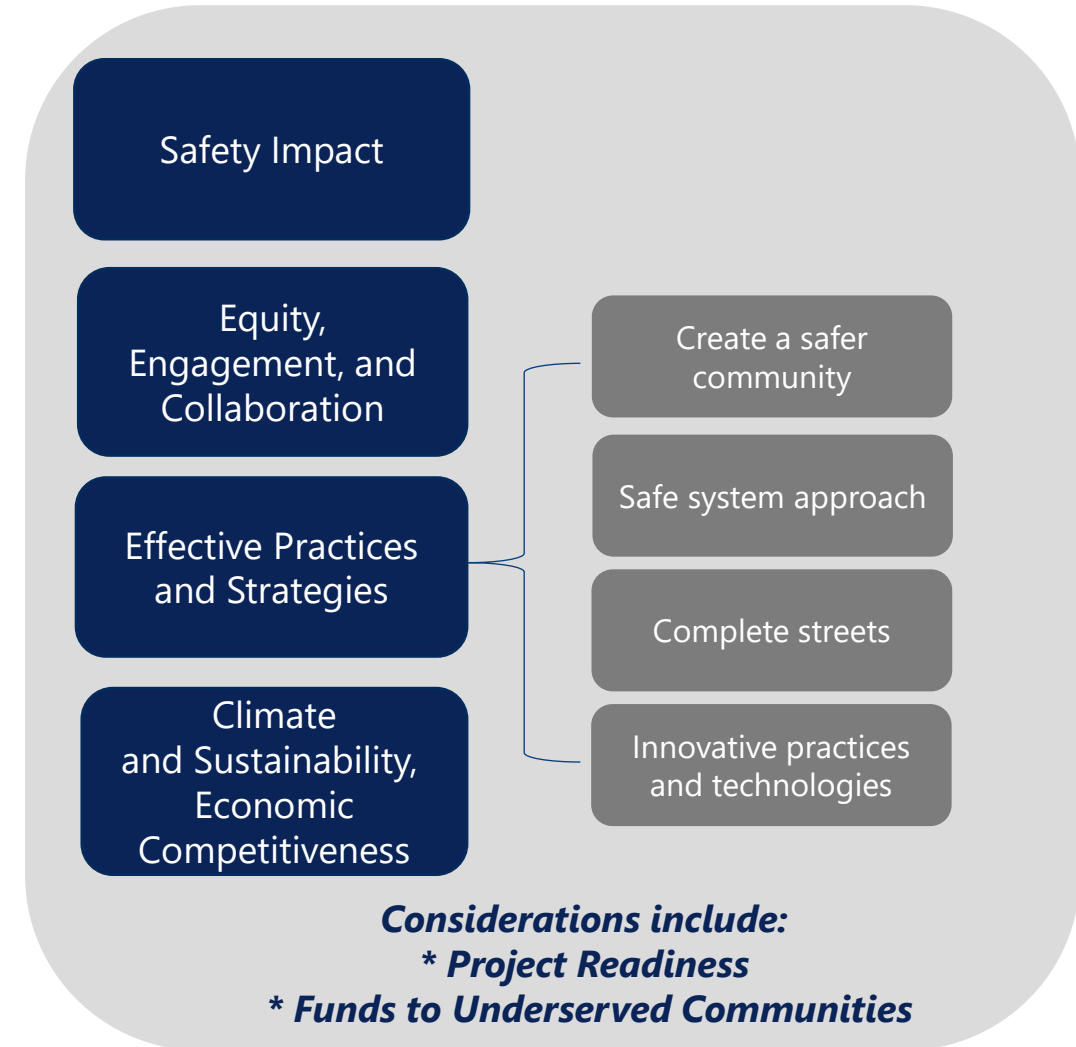 Safety Impact
Equity,
Engagement, and
Collaboration
Effective Practices
and Strategies
Climate
and Sustainability,
Economic
Competitiveness
Create a safer
community
Safe system approach
Complete streets
Innovative practices
and technologies
Considerations include:
* Project Readiness
* Funds to Underserved Communities